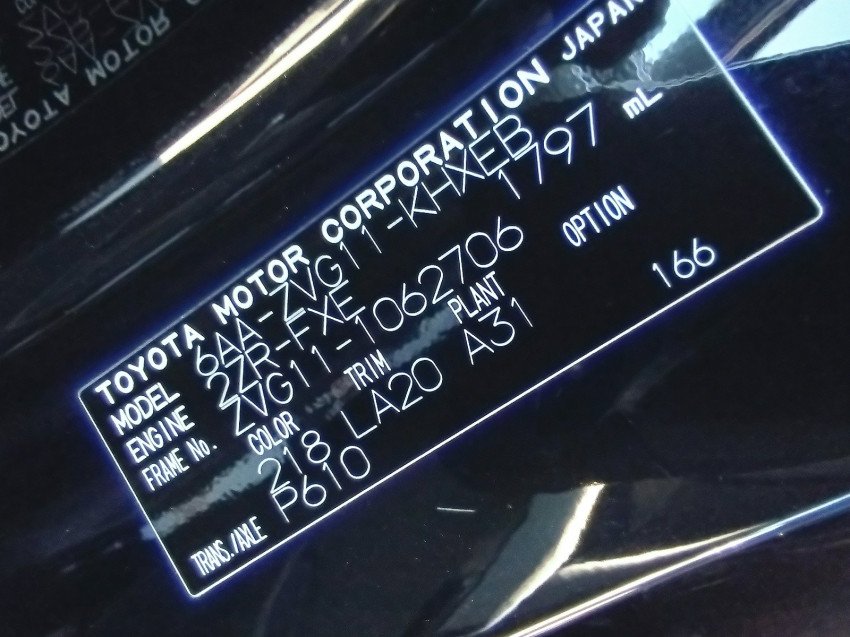 TOYOTA MOTOR CORPORATION JAPAN
MODEL 6AA-ZVG11-KHXEB
ENGINE 2ZR-FXE 1797 mL
FRAME No. ZVG11-1062706
COLOR TRIM PLANT OPTION
218 LA20 A31 166
TRANS./AXLE P610